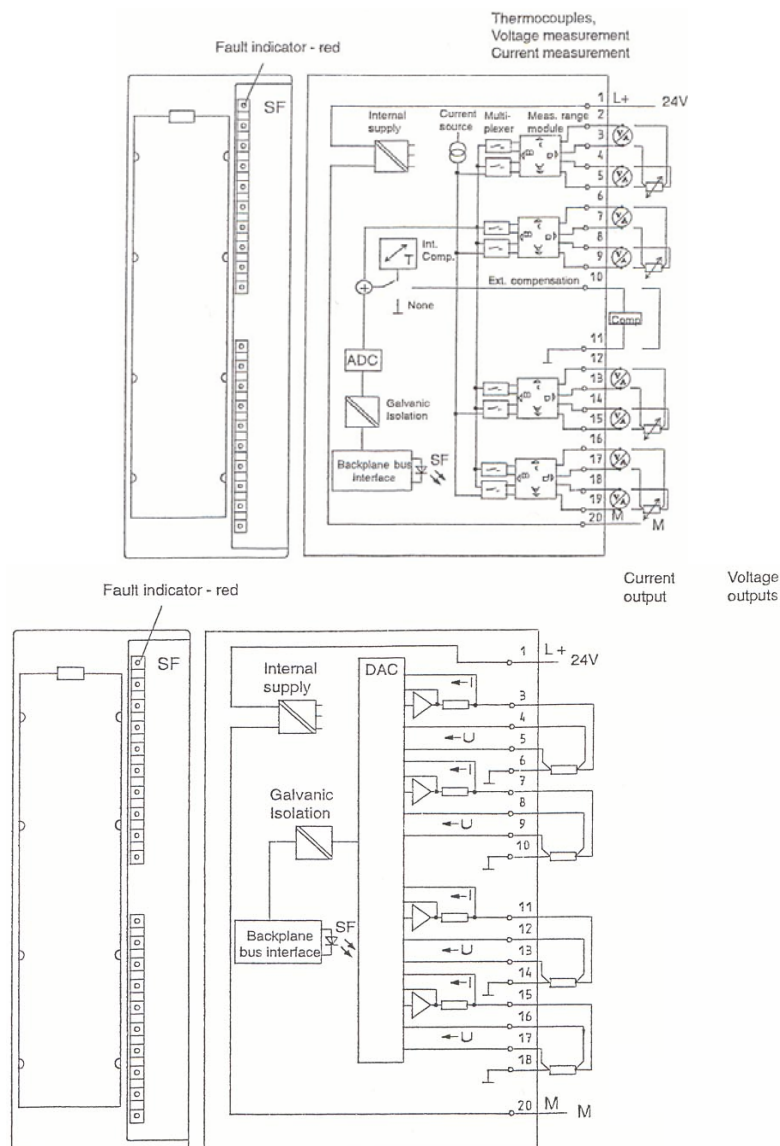 Thermocouples,
Voltage measurement
Current measurement
Fault indicator - red
SF
1 L+ 24V
Internal
supply
Current
source
Multi-
plexer
Meas. range
module
2
3
4
5
6
7
8
9
10
Int.
Comp.
T
Ext. compensation
None
Comp
11
ADC
12
13
14
15
Galvanic
Isolation
16
Backplane bus
interface
SF
17
18
19
20 M M
Current
output
Voltage
outputs
Fault indicator - red
SF
1 L+ 24V
Internal
supply
DAC
I
3
4
U
5
6
I
7
8
Galvanic
Isolation
U
9
10
I
11
12
Backplane
bus interface
SF
U
13
14
I
15
16
U
17
18
20 M M